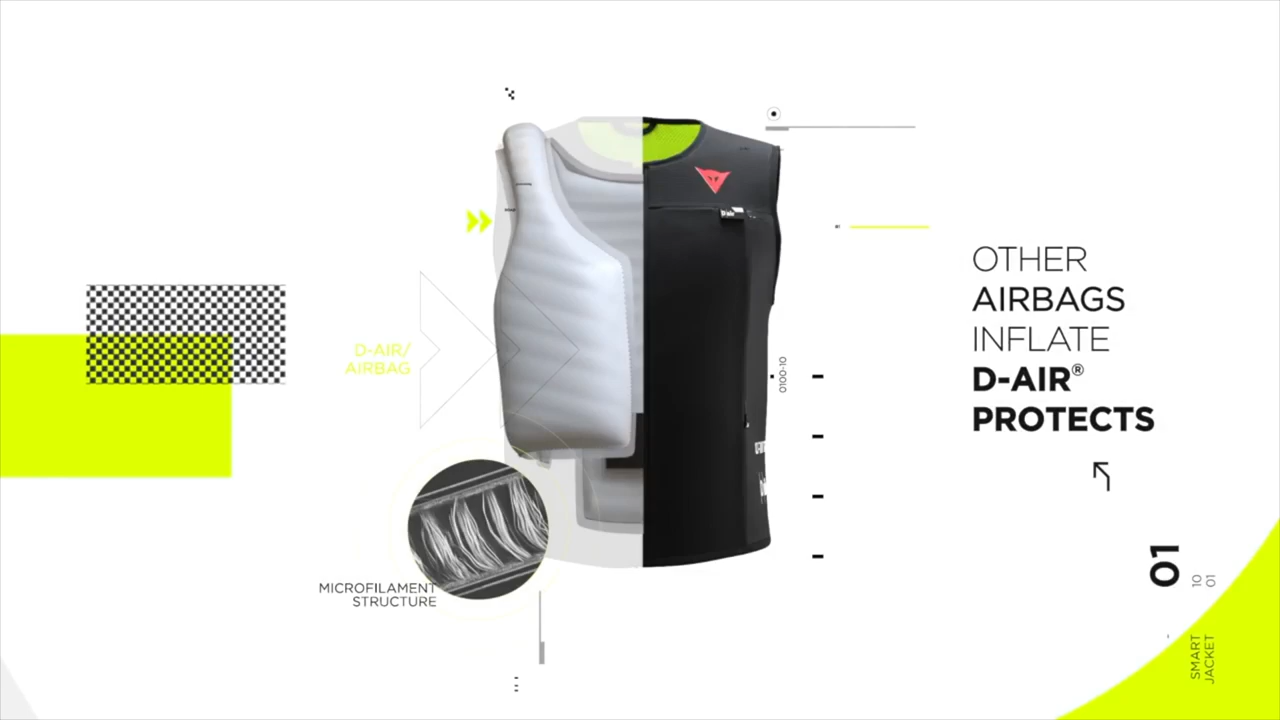 OTHER
AIRBAGS
INFLATE
D-AIR®
PROTECTS
D-AIR/
AIRBAG
0100-10
MICROFILAMENT
STRUCTURE
01
10
01
SMART
JACKET